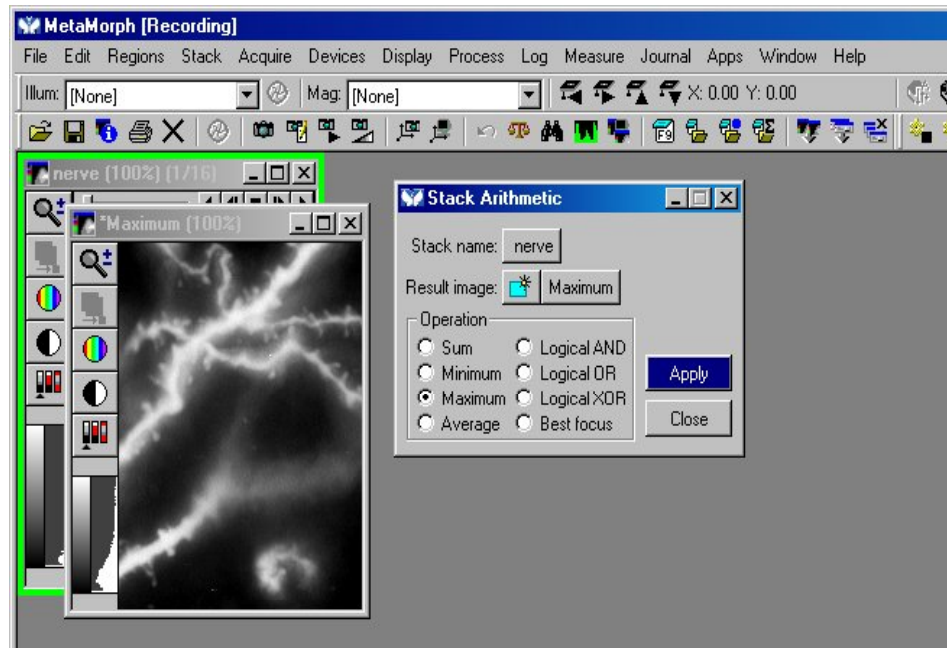 MetaMorph [Recording]
File Edit Regions Stack Acquire Devices Display Process Log Measure Journal Apps Window Help
Illum: [None] Mag: [None] X: 0.00 Y: 0.00
F9
nerve (100%) (1/16)
*Maximum (100%)
Stack Arithmetic
Stack name: nerve
Result image: Maximum
Operation
Sum Logical AND
Minimum Logical OR
Maximum Logical XOR
Average Best focus
Apply
Close